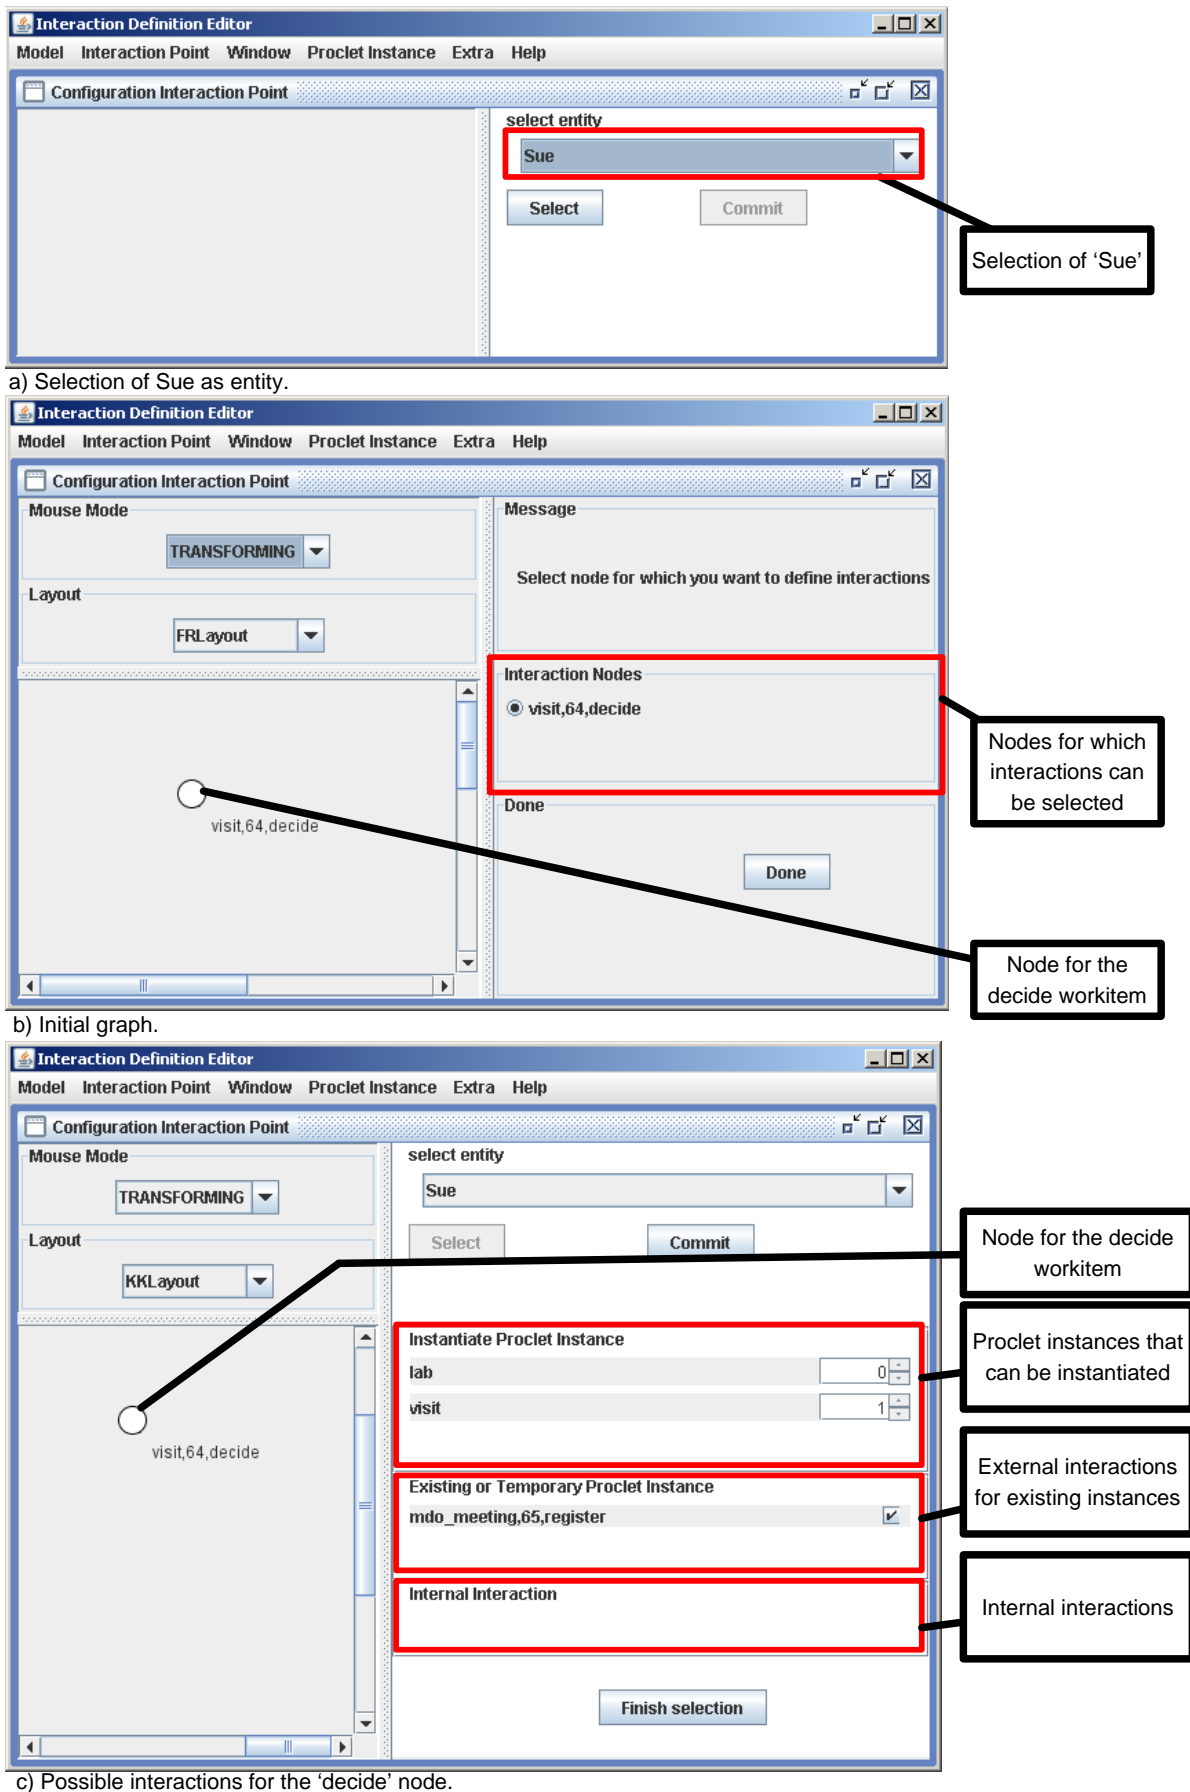 Interaction Definition Editor
Model Interaction Point Window Proclet Instance Extra Help
Configuration Interaction Point
select entity
Sue
Select Commit
Selection of ‘Sue’
a) Selection of Sue as entity.
Interaction Definition Editor
Model Interaction Point Window Proclet Instance Extra Help
Configuration Interaction Point
Mouse Mode
TRANSFORMING
Layout
FRLayout
visit,64,decide
Message
Select node for which you want to define interactions
Interaction Nodes
visit,64,decide
Done
Done
Nodes for which
interactions can
be selected
Node for the
decide workitem
b) Initial graph.
Interaction Definition Editor
Model Interaction Point Window Proclet Instance Extra Help
Configuration Interaction Point
Mouse Mode
TRANSFORMING
Layout
KKLayout
visit,64,decide
select entity
Sue
Select Commit
Instantiate Proclet Instance
lab 0
visit 1
Existing or Temporary Proclet Instance
mdo_meeting,65,register
Internal Interaction
Finish selection
Node for the decide
workitem
Proclet instances that
can be instantiated
External interactions
for existing instances
Internal interactions
c) Possible interactions for the ‘decide’ node.